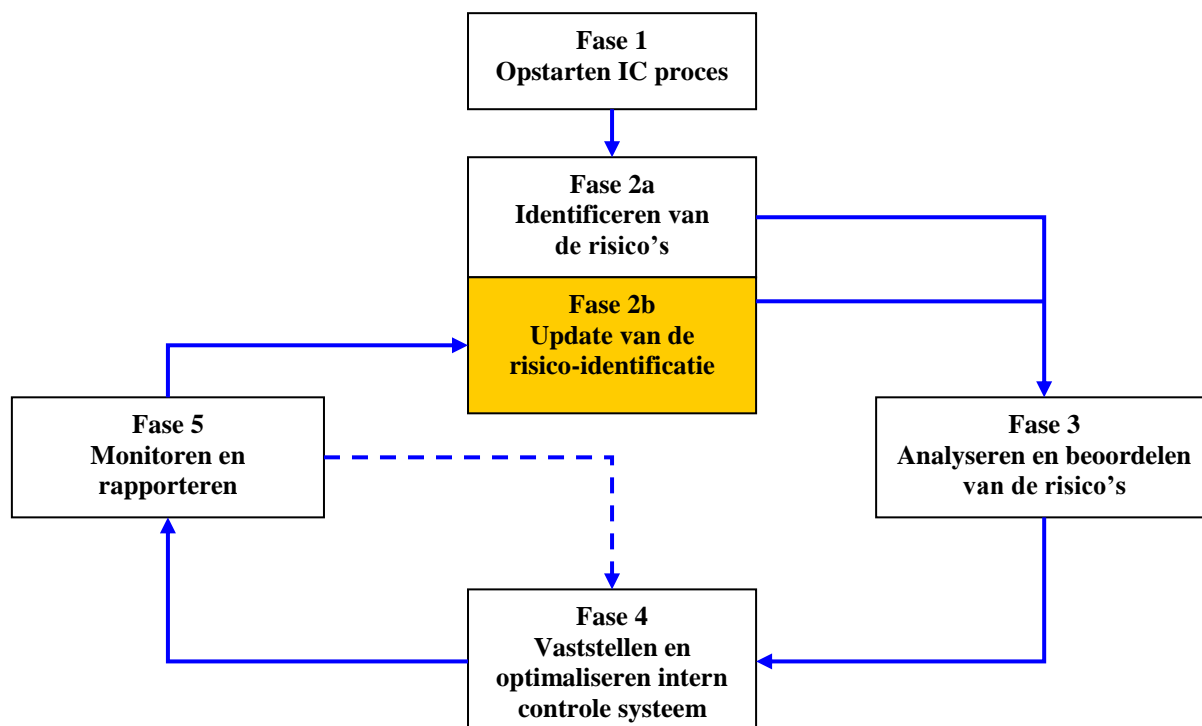 Fase 1
Opstarten IC proces
Fase 2a
Identificeren van
de risico’s
Fase 2b
Update van de
risico-identificatie
Fase 5
Monitoren en
rapporteren
Fase 3
Analyseren en beoordelen
van de risico’s
Fase 4
Vaststellen en
optimaliseren intern
controle systeem